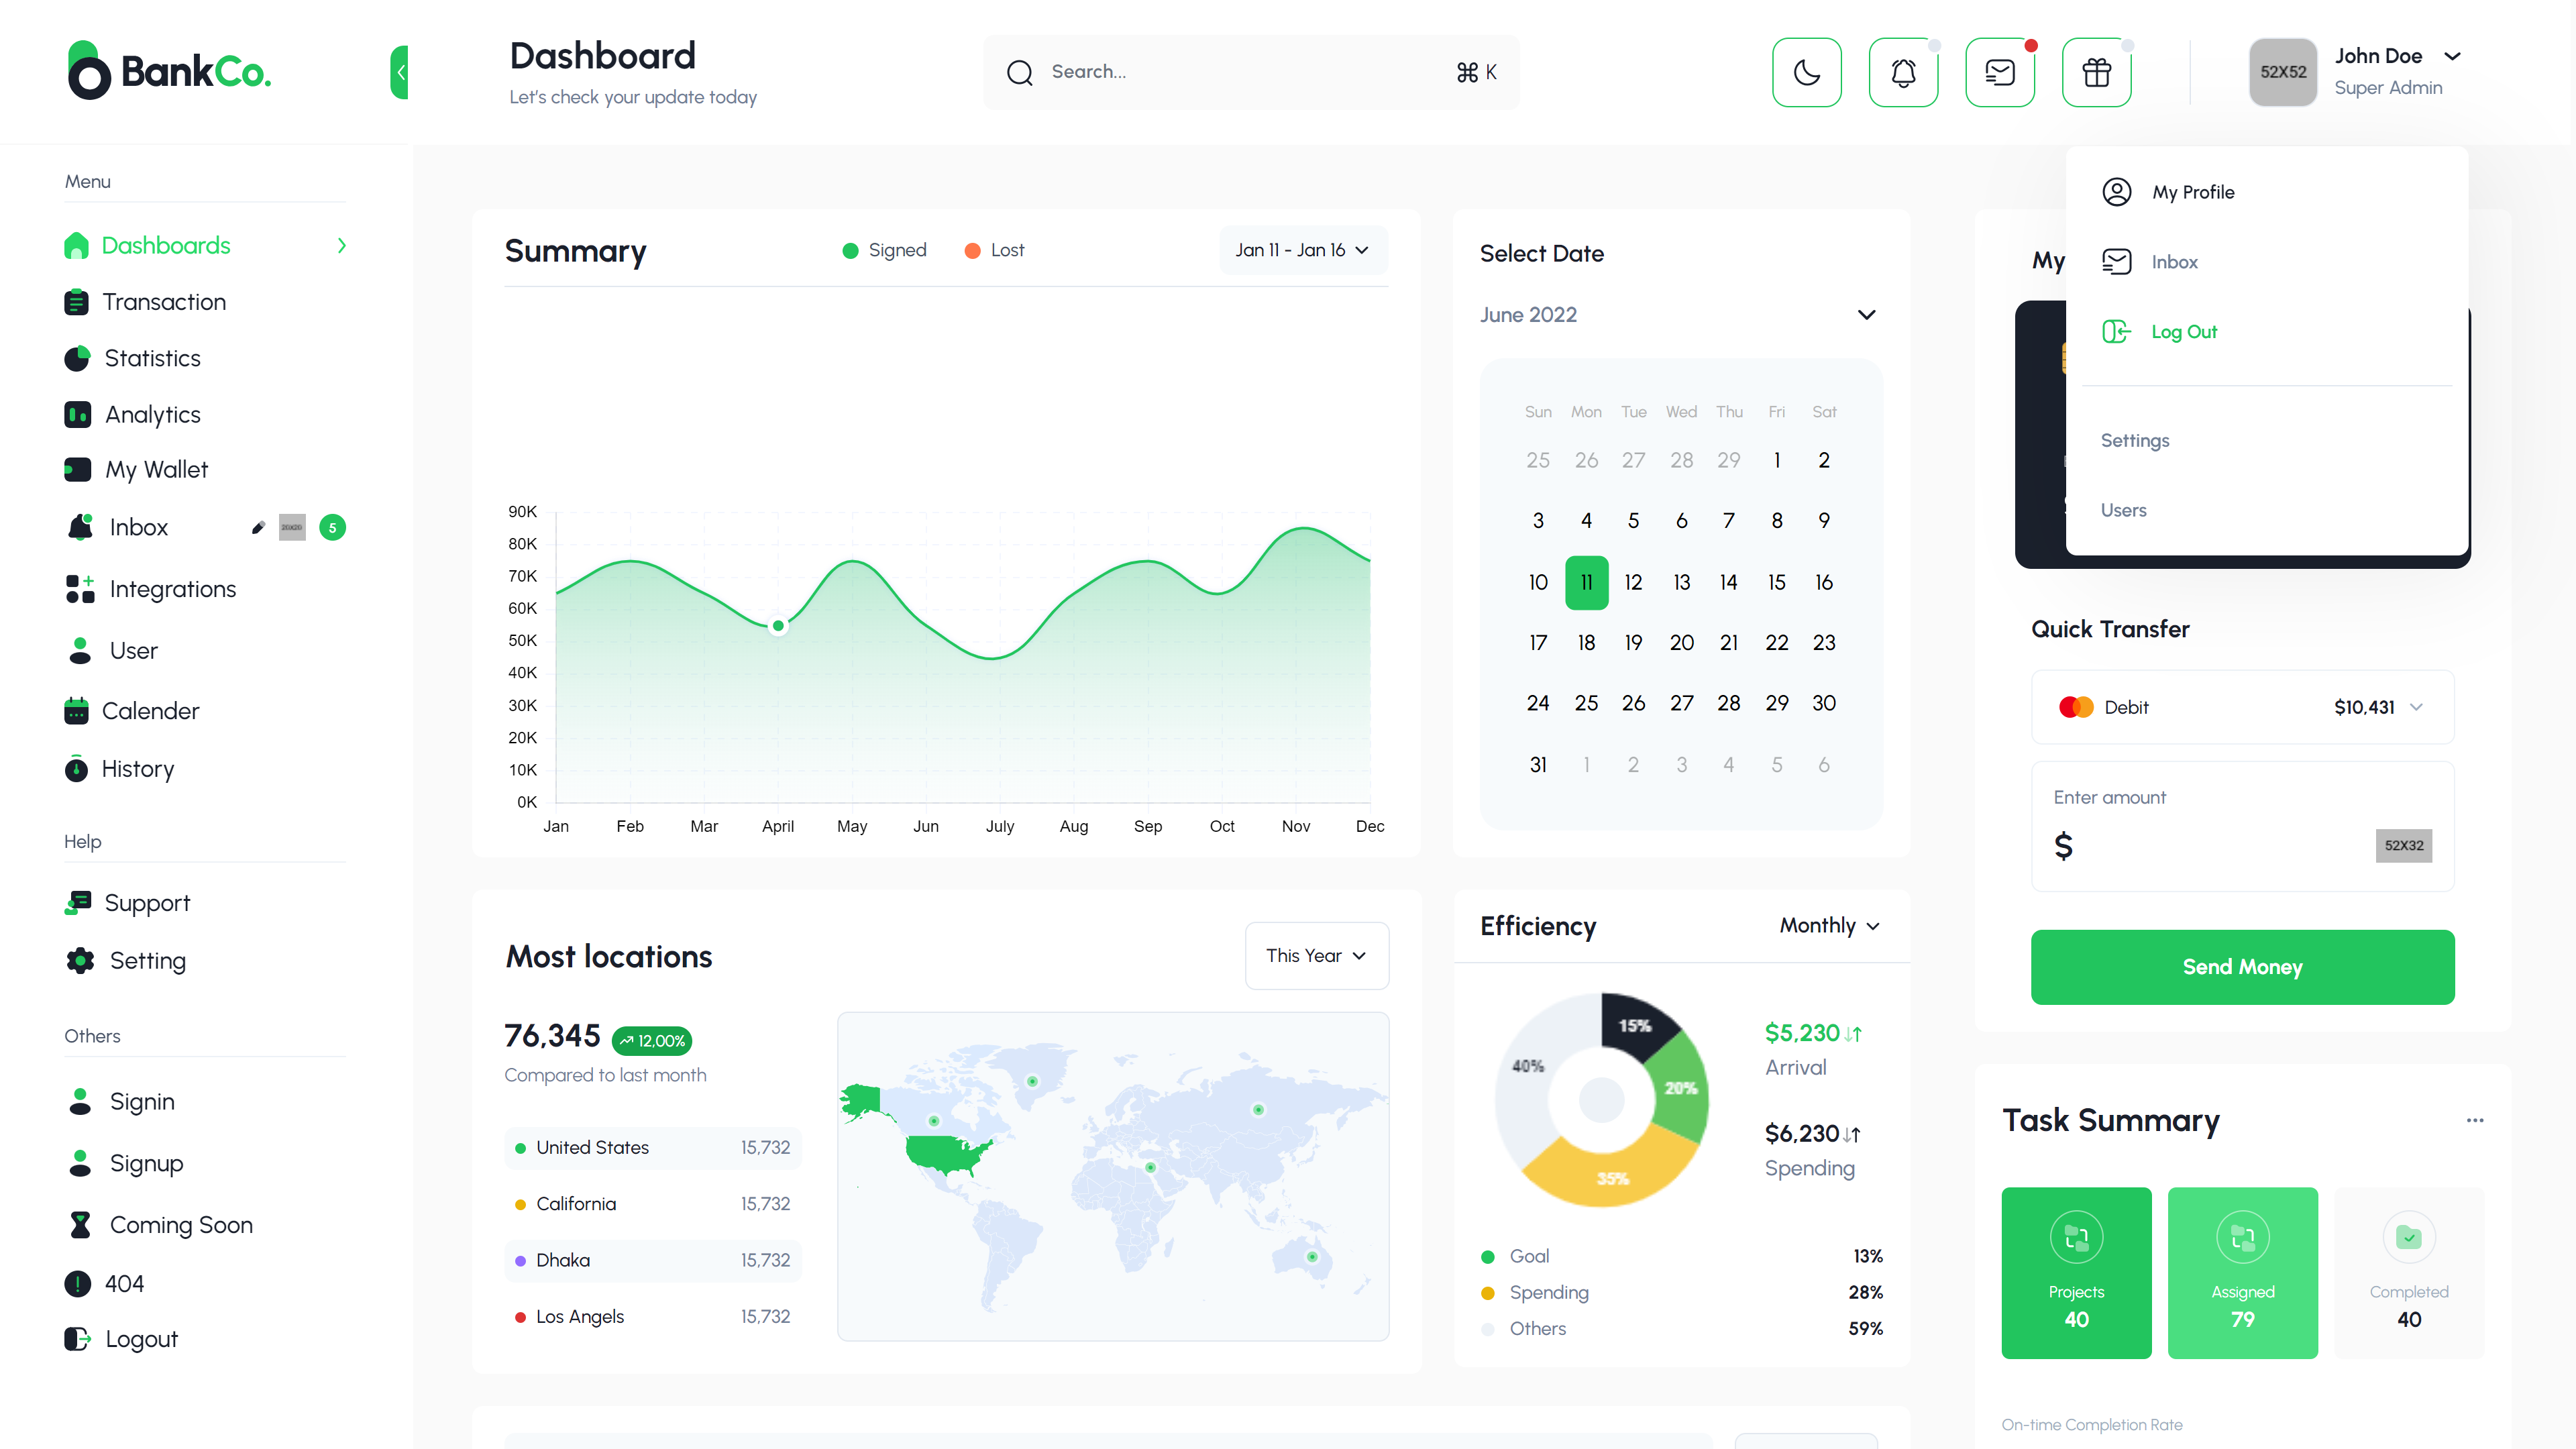 BankCo.
Dashboard
Let's check your update today
Search...
⌘ K
52X52
John Doe
Super Admin
Menu
Dashboards
Transaction
Statistics
Analytics
My Wallet
Inbox
20X20
5
Integrations
User
Calender
History
Help
Support
Setting
Others
Signin
Signup
Coming Soon
404
Logout
Summary
Signed
Lost
Jan 11 - Jan 16
90K
80K
70K
60K
50K
40K
30K
20K
10K
0K
Jan Feb Mar April May Jun July Aug Sep Oct Nov Dec
Select Date
June 2022
Sun Mon Tue Wed Thu Fri Sat
25 26 27 28 29 1 2
3 4 5 6 7 8 9
10 11 12 13 14 15 16
17 18 19 20 21 22 23
24 25 26 27 28 29 30
31 1 2 3 4 5 6
My
My Profile
Inbox
Log Out
Settings
Users
Quick Transfer
Debit
$10,431
Enter amount
$
52X32
Send Money
Most locations
This Year
76,345
12,00%
Compared to last month
United States 15,732
California 15,732
Dhaka 15,732
Los Angels 15,732
Efficiency
Monthly
15%
20%
35%
40%
$5,230
Arrival
$6,230
Spending
Goal 13%
Spending 28%
Others 59%
Task Summary
Projects
40
Assigned
79
Completed
40
On-time Completion Rate